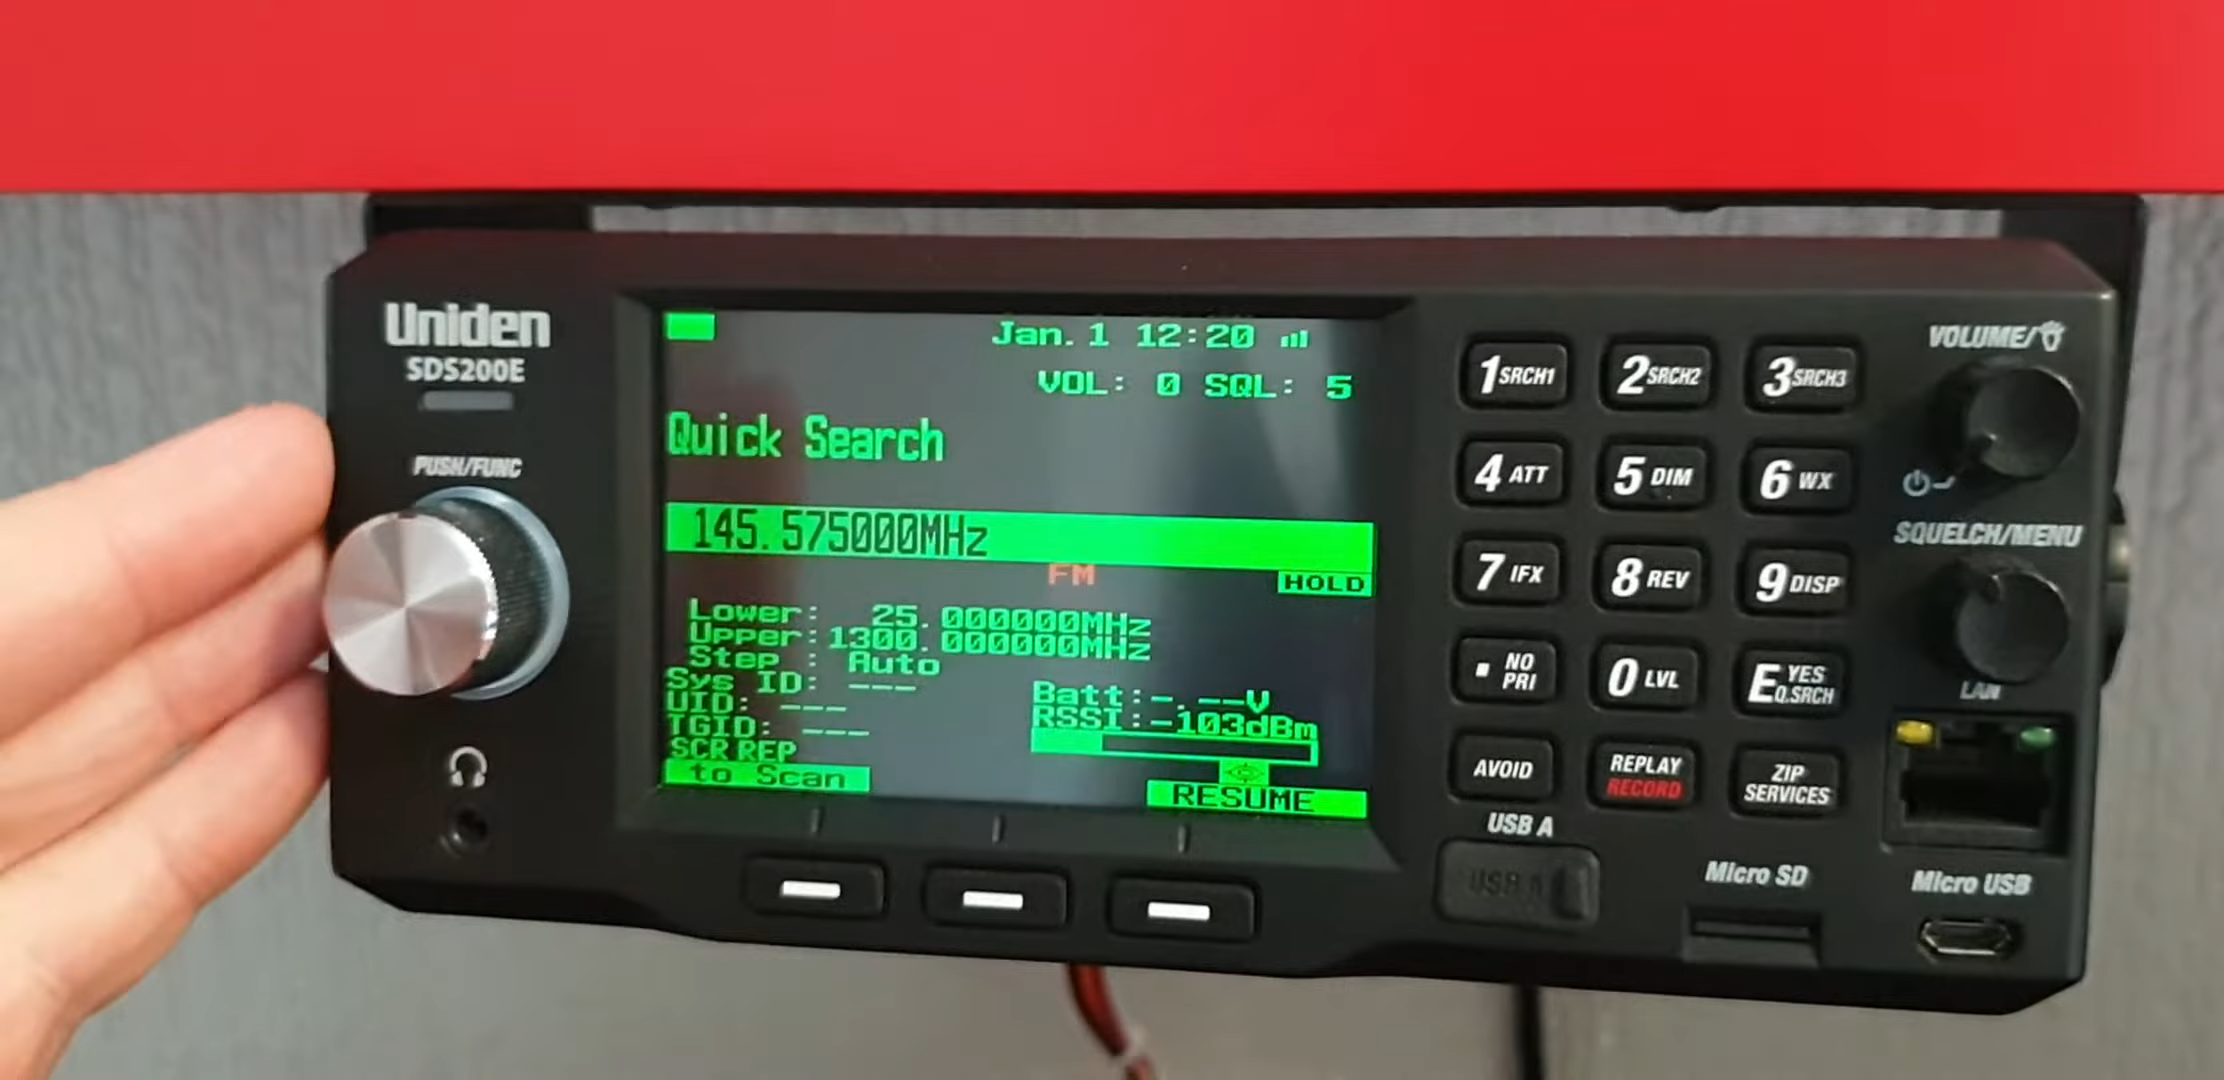 Uniden
SDS200E
PUSH/FUNC
Jan. 1 12:20
VOL: 0 SQL: 5
Quick Search
145.575000MHz
FM
HOLD
Lower: 25.000000MHz
Upper:1300.000000MHz
Step : Auto
Sys ID: ---
UID: ---
TGID: ---
SCR REP
Batt:-.--V
RSSI:-103dBm
to Scan
RESUME
1 SRCH1
2 SRCH2
3 SRCH3
4 ATT
5 DIM
6 WX
7 IFX
8 REV
9 DISP
. NO PRI
0 LVL
E YES Q.SRCH
AVOID
REPLAY RECORD
ZIP SERVICES
VOLUME/
SQUELCH/MENU
LAN
USB A
USB A
Micro SD
Micro USB